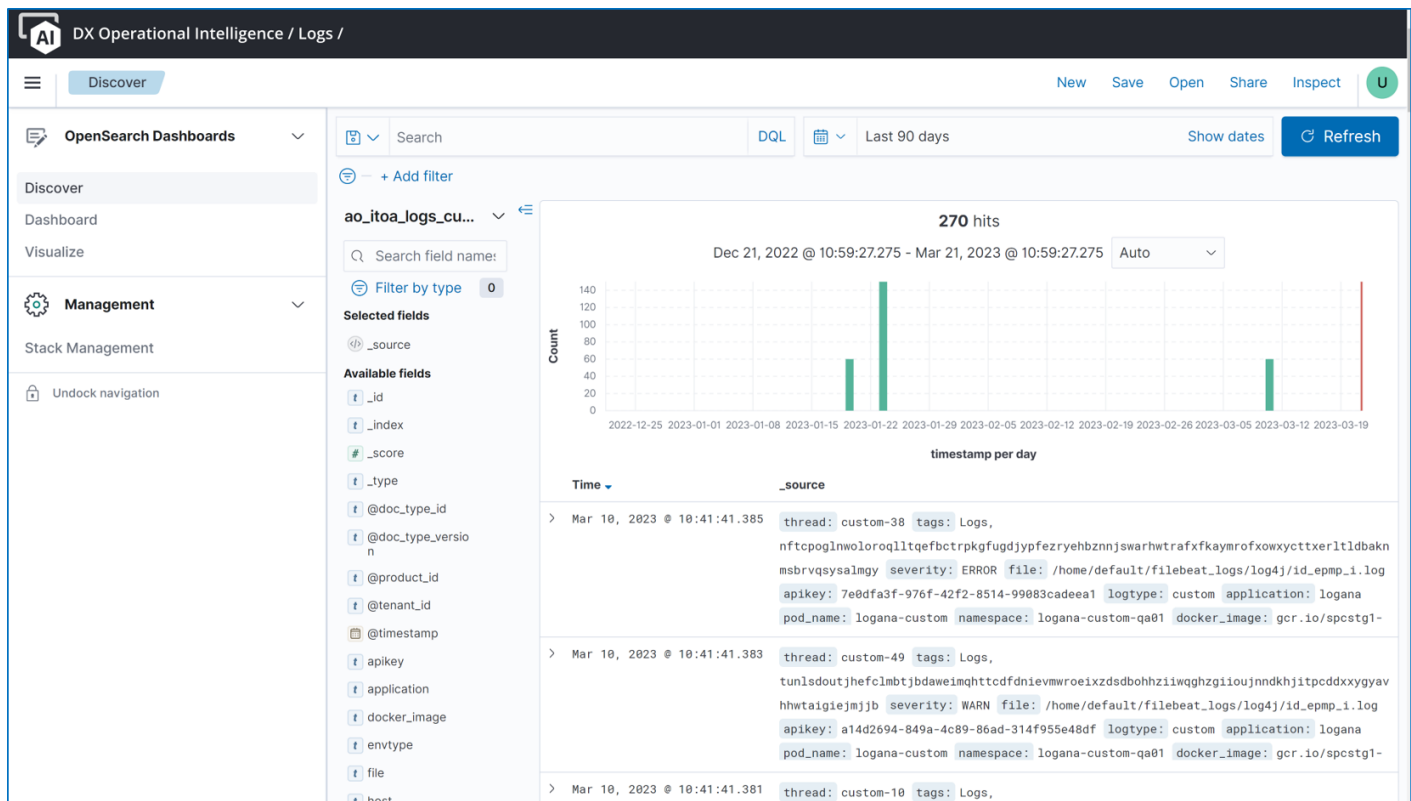 AI
DX Operational Intelligence / Logs /
Discover
New Save Open Share Inspect U
OpenSearch Dashboards
Discover
Dashboard
Visualize
Management
Stack Management
Undock navigation
Search DQL Last 90 days Show dates Refresh
+ Add filter
ao_itoa_logs_cu...
Search field names
Filter by type 0
Selected fields
_source
Available fields
t _id
t _index
# _score
t _type
t @doc_type_id
t @doc_type_versio
n
t @product_id
t @tenant_id
@timestamp
t apikey
t application
t docker_image
t envtype
t file
t host
270 hits
Dec 21, 2022 @ 10:59:27.275 - Mar 21, 2023 @ 10:59:27.275 Auto
Count
140
120
100
80
60
40
20
0
2022-12-25 2023-01-01 2023-01-08 2023-01-15 2023-01-22 2023-01-29 2023-02-05 2023-02-12 2023-02-19 2023-02-26 2023-03-05 2023-03-12 2023-03-19
timestamp per day
Time _source
Mar 10, 2023 @ 10:41:41.385 thread: custom-38 tags: Logs,
nftcpoglnwoloroqlltqefbctrpkgfugdjypfezryehbznnjswarhwtrafxfkaymrofxowxycttxerltldbakn
msbrvqsysalmgy severity: ERROR file: /home/default/filebeat_logs/log4j/id_epmp_i.log
apikey: 7e0dfa3f-976f-42f2-8514-99083cadeea1 logtype: custom application: logana
pod_name: logana-custom namespace: logana-custom-qa01 docker_image: gcr.io/spcstg1-
Mar 10, 2023 @ 10:41:41.383 thread: custom-49 tags: Logs,
tunlsdoutjhefclmbtjbdaweimqhttcdfdnievmwroeixzdsdbohhziiwqghzgiioujnndkhjitpcddxxygyav
hhwtaigiejmjjb severity: WARN file: /home/default/filebeat_logs/log4j/id_epmp_i.log
apikey: a14d2694-849a-4c89-86ad-314f955e48df logtype: custom application: logana
pod_name: logana-custom namespace: logana-custom-qa01 docker_image: gcr.io/spcstg1-
Mar 10, 2023 @ 10:41:41.381 thread: custom-10 tags: Logs,